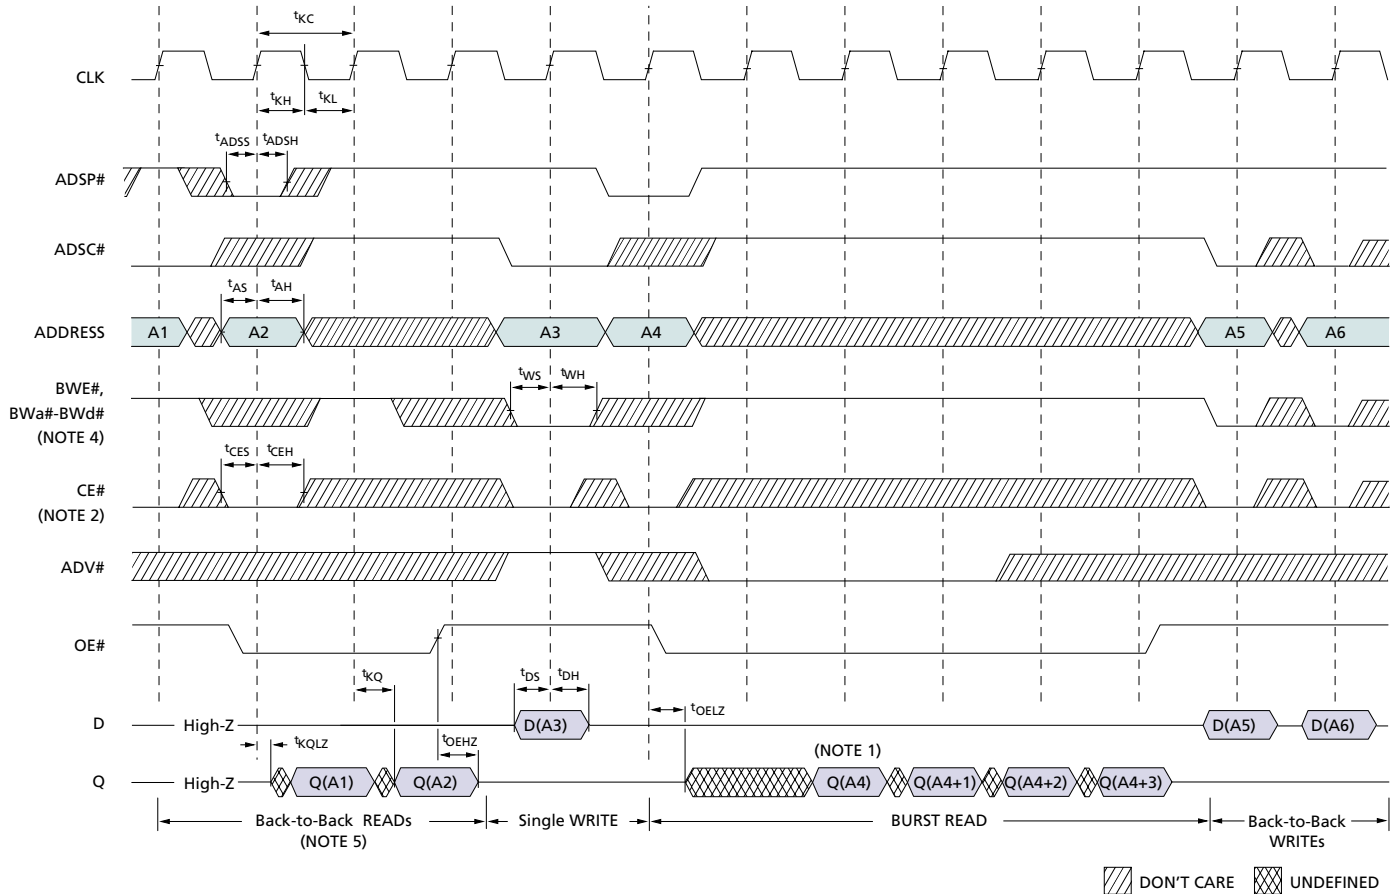 tKC
CLK
tKH tKL
tADSS tADSH
ADSP#
ADSC#
tAS tAH
ADDRESS A1 A2 A3 A4 A5 A6
BWE#,
BWa#-BWd#
(NOTE 4)
tWS tWH
tCES tCEH
CE#
(NOTE 2)
ADV#
OE#
tKQ tDS tDH
tOELZ
D High-Z D(A3) D(A5) D(A6)
tKQLZ tOEHZ
(NOTE 1)
Q High-Z Q(A1) Q(A2) Q(A4) Q(A4+1) Q(A4+2) Q(A4+3)
Back-to-Back READs Single WRITE BURST READ Back-to-Back
(NOTE 5) WRITEs
DON'T CARE UNDEFINED